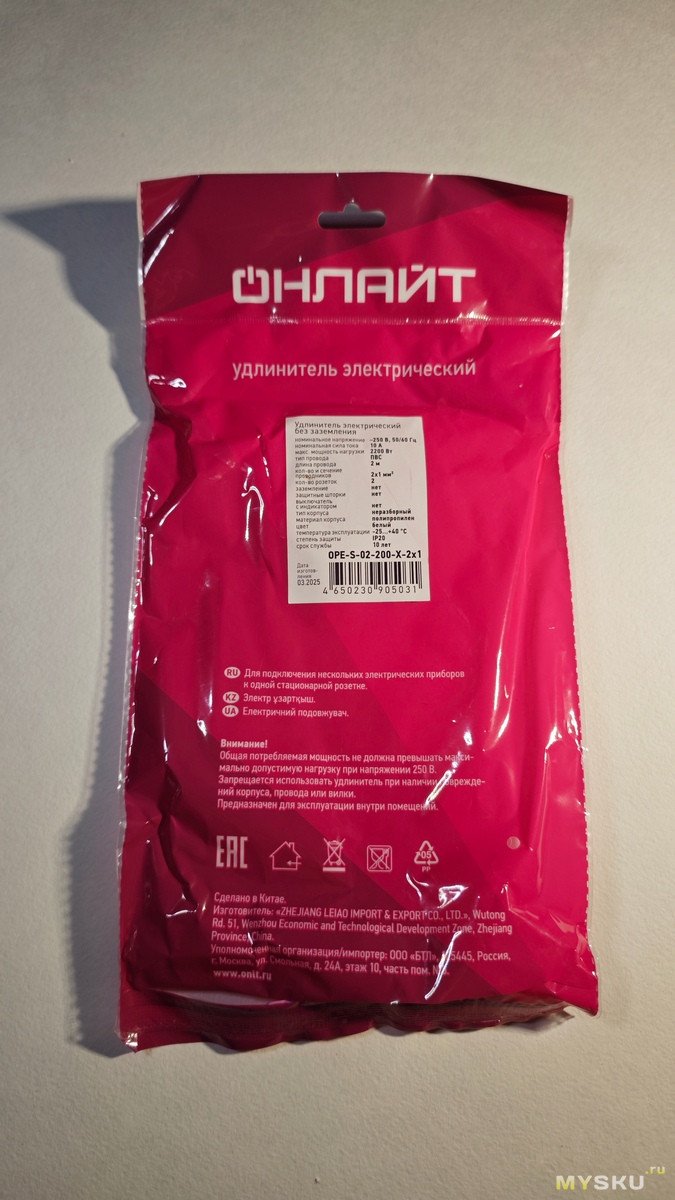 ОНЛАЙТ
удлинитель электрический
Удлинитель электрический
без заземления
номинальное напряжение ~250 В, 50/60 Гц
номинальная сила тока 10 А
макс. мощность нагрузки 2200 Вт
тип провода ПВС
длина провода 2 м
кол-во и сечение
проводников 2x1 мм²
кол-во розеток 2
заземление нет
защитные шторки нет
выключатель
с индикатором нет
тип корпуса неразборный
материал корпуса полипропилен
цвет белый
температура эксплуатации -25...+40 °C
степень защиты IP20
срок службы 10 лет
OPE-S-02-200-X-2x1
Дата
изготов-
ления
03.2025
4 650230 905031
RU Для подключения нескольких электрических приборов
к одной стационарной розетке.
KZ Электр ұзартқыш.
UA Електричний подовжувач.
Внимание!
Общая потребляемая мощность не должна превышать макси-
мально допустимую нагрузку при напряжении 250 В.
Запрещается использовать удлинитель при наличии повреждe-
ний корпуса, провода или вилки.
Предназначен для эксплуатации внутри помещений.
EAC
705
PP
Сделано в Китае.
Изготовитель: «ZHEJIANG LEIAO IMPORT & EXPORT CO., LTD.», Wutong
Rd. 51, Wenzhou Economic and Technological Development Zone, Zhejiang
Province, China.
Уполномоченная организация/импортер: ООО «БТЛ», 5445, Россия,
г. Москва, ул. Смольная, д. 24А, этаж 10, часть пом.
www.onlt.ru
MYSKU.ru